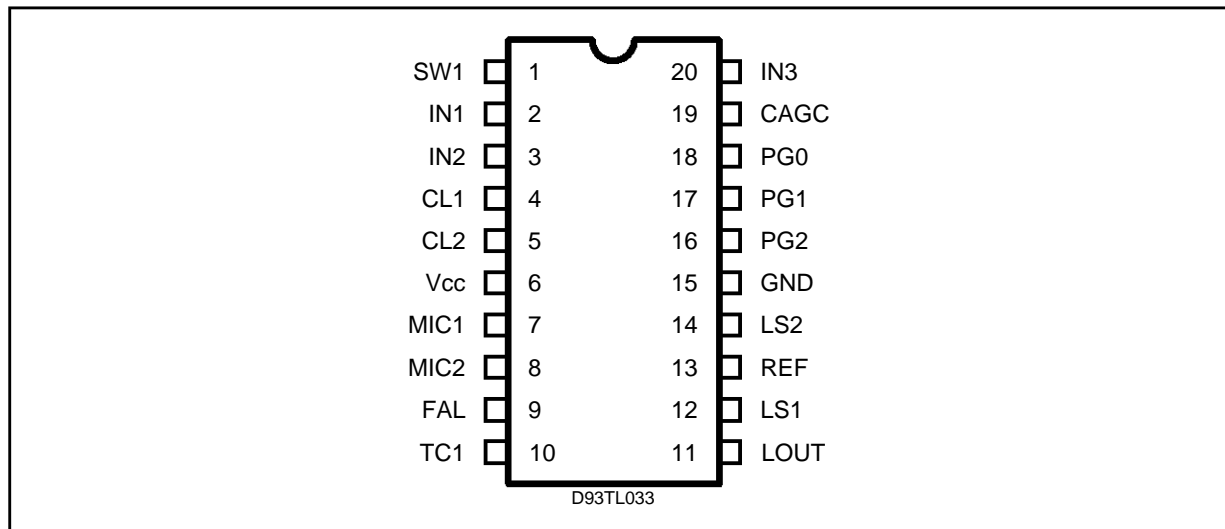 SW1 1 20 IN3
IN1 2 19 CAGC
IN2 3 18 PG0
CL1 4 17 PG1
CL2 5 16 PG2
Vcc 6 15 GND
MIC1 7 14 LS2
MIC2 8 13 REF
FAL 9 12 LS1
TC1 10 11 LOUT
D93TL033